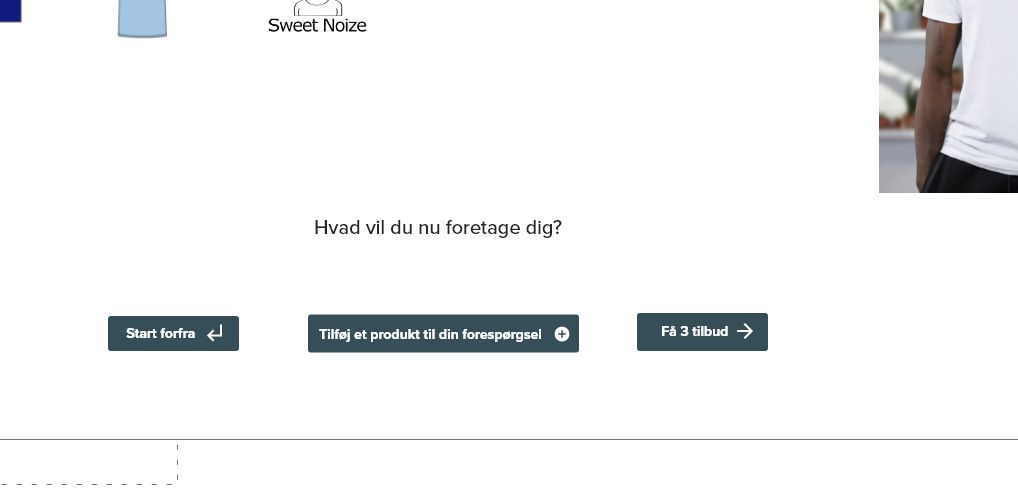 Sweet Noize
Hvad vil du nu foretage dig?
Start forfra
Tilføj et produkt til din forespørgsel
Få 3 tilbud